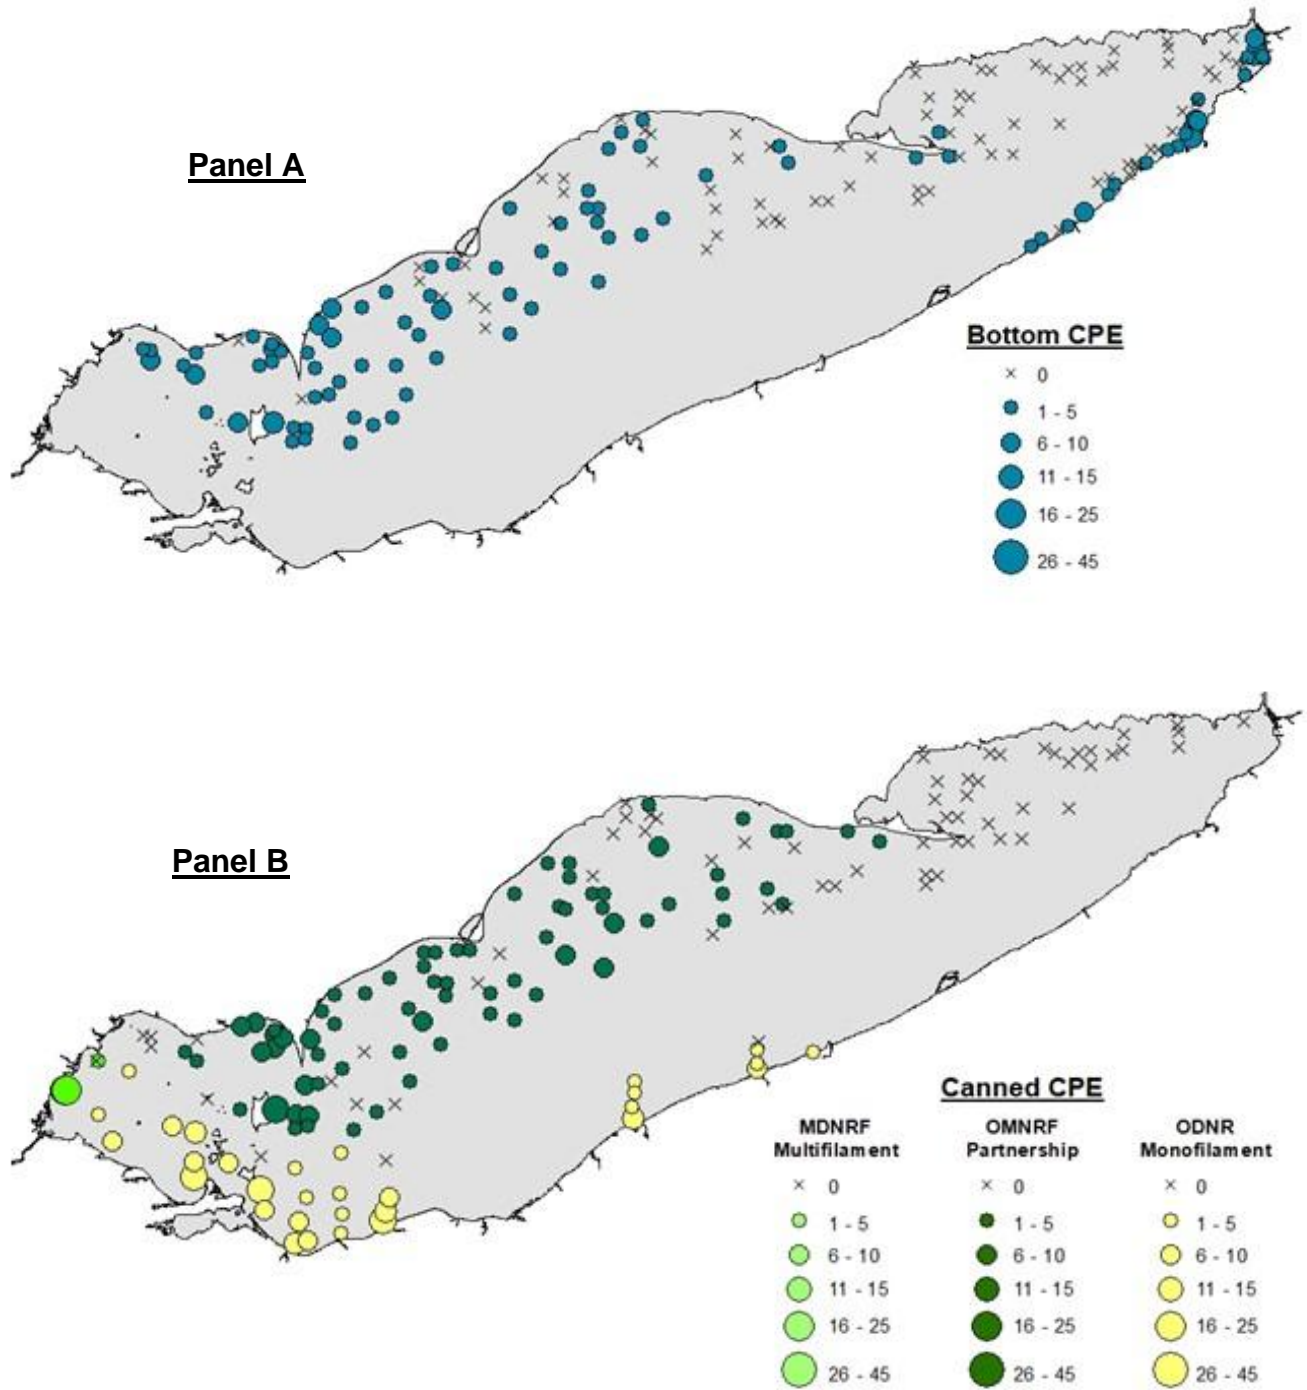 Panel A
Bottom CPE
0
1 - 5
6 - 10
11 - 15
16 - 25
26 - 45
Panel B
Canned CPE
MDNRF
Multifilament
OMNRF
Partnership
ODNR
Monofilament
0 0 0
1 - 5 1 - 5 1 - 5
6 - 10 6 - 10 6 - 10
11 - 15 11 - 15 11 - 15
16 - 25 16 - 25 16 - 25
26 - 45 26 - 45 26 - 45